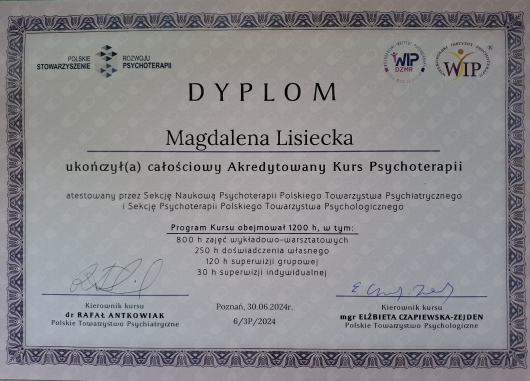 POLSKIE STOWARZYSZENIE
ROZWOJU PSYCHOTERAPII
WIP
DZMR
WIP
DYPLOM
Magdalena Lisiecka
ukończył(a) całościowy Akredytowany Kurs Psychoterapii
atestowany przez Sekcję Naukową Psychoterapii Polskiego Towarzystwa Psychiatrycznego
i Sekcję Psychoterapii Polskiego Towarzystwa Psychologicznego
Program Kursu obejmował 1200 h, w tym:
800 h zajęć wykładowo-warsztatowych
250 h doświadczenia własnego
120 h superwizji grupowej
30 h superwizji indywidualnej
Kierownik kursu
dr RAFAŁ ANTKOWIAK
Polskie Towarzystwo Psychiatryczne
Poznań, 30.06.2024r.
6/3P/2024
Kierownik kursu
mgr ELŻBIETA CZAPIEWSKA-ZEJDEN
Polskie Towarzystwo Psychologiczne